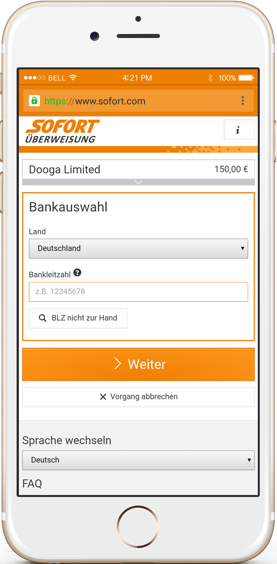 BELL 4:21 PM 100%
https://www.sofort.com
SOFORT
ÜBERWEISUNG
i
Dooga Limited 150,00 €
Bankauswahl
Land
Deutschland
Bankleitzahl ?
z.B. 12345678
BLZ nicht zur Hand
Weiter
Vorgang abbrechen
Sprache wechseln
Deutsch
FAQ